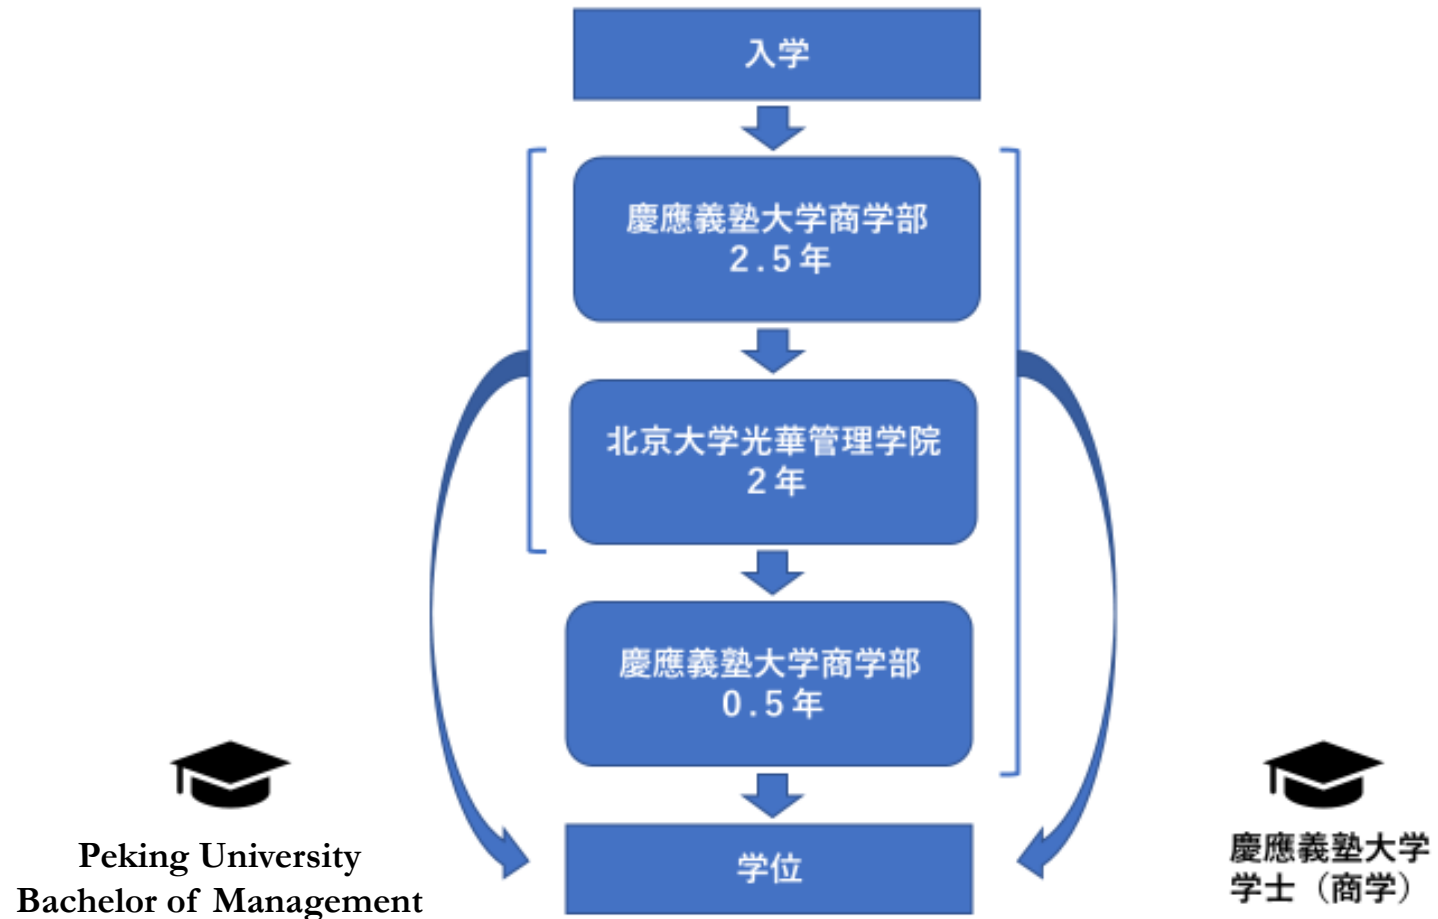 入学
慶應義塾大学商学部
2.5年
北京大学光華管理学院
2年
慶應義塾大学商学部
0.5年
学位
Peking University
Bachelor of Management
慶應義塾大学
学士（商学）